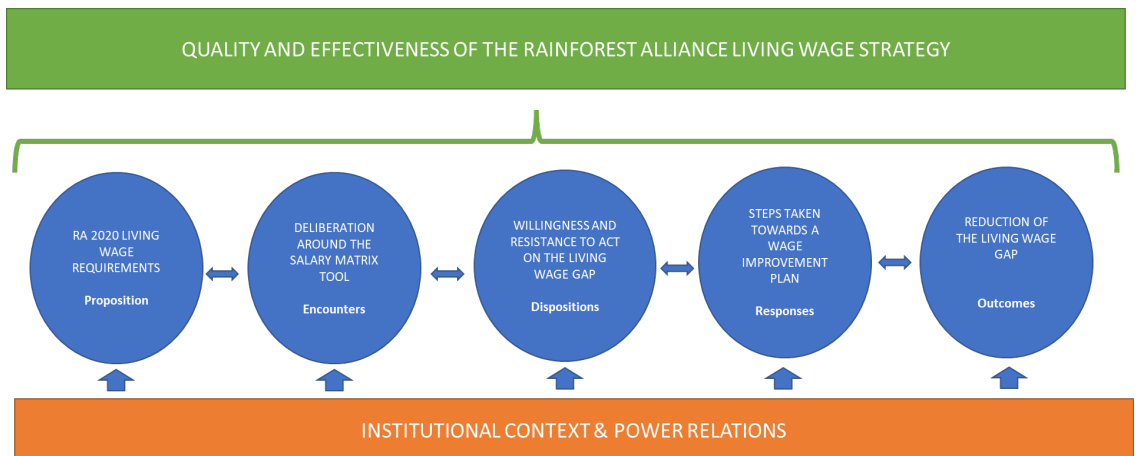 QUALITY AND EFFECTIVENESS OF THE RAINFOREST ALLIANCE LIVING WAGE STRATEGY
RA 2020 LIVING
WAGE
REQUIREMENTS
Proposition
DELIBERATION
AROUND THE
SALARY MATRIX
TOOL
Encounters
WILLINGNESS AND
RESISTANCE TO ACT
ON THE LIVING
WAGE GAP
Dispositions
STEPS TAKEN
TOWARDS A
WAGE
IMPROVEMENT
PLAN
Responses
REDUCTION OF
THE LIVING WAGE
GAP
Outcomes
INSTITUTIONAL CONTEXT & POWER RELATIONS